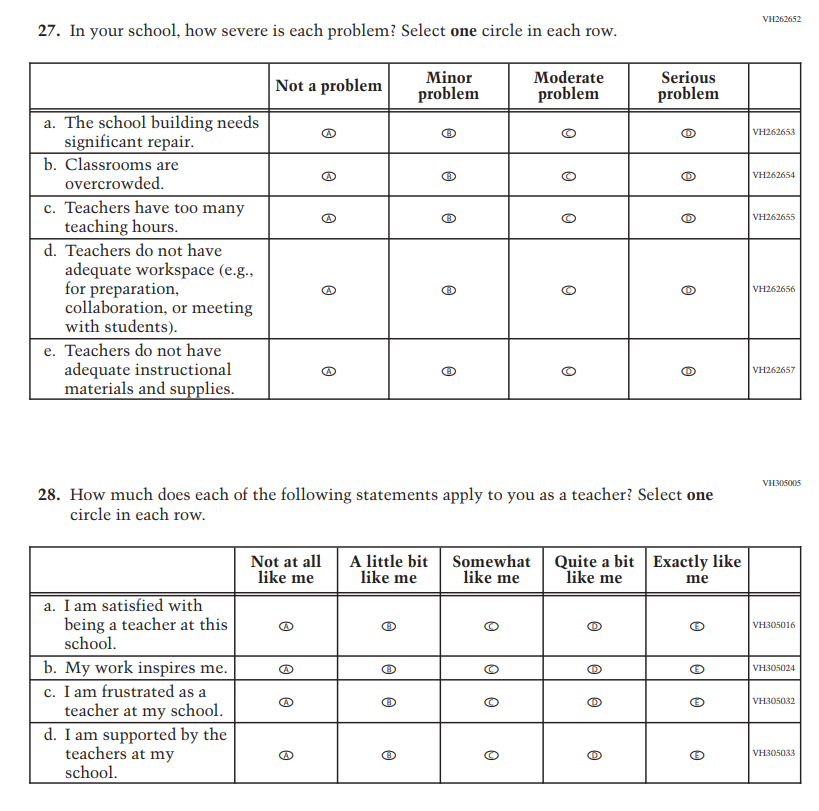 VH262652
27. In your school, how severe is each problem? Select one circle in each row.
Not a problem
Minor problem
Moderate problem
Serious problem
a. The school building needs
significant repair.
A B C D VH262653
b. Classrooms are
overcrowded.
A B C D VH262654
c. Teachers have too many
teaching hours.
A B C D VH262655
d. Teachers do not have
adequate workspace (e.g.,
for preparation,
collaboration, or meeting
with students).
A B C D VH262656
e. Teachers do not have
adequate instructional
materials and supplies.
A B C D VH262657
VH305005
28. How much does each of the following statements apply to you as a teacher? Select one
circle in each row.
Not at all like me
A little bit like me
Somewhat like me
Quite a bit like me
Exactly like me
a. I am satisfied with
being a teacher at this
school.
A B C D E VH305016
b. My work inspires me.
A B C D E VH305024
c. I am frustrated as a
teacher at my school.
A B C D E VH305032
d. I am supported by the
teachers at my
school.
A B C D E VH305033